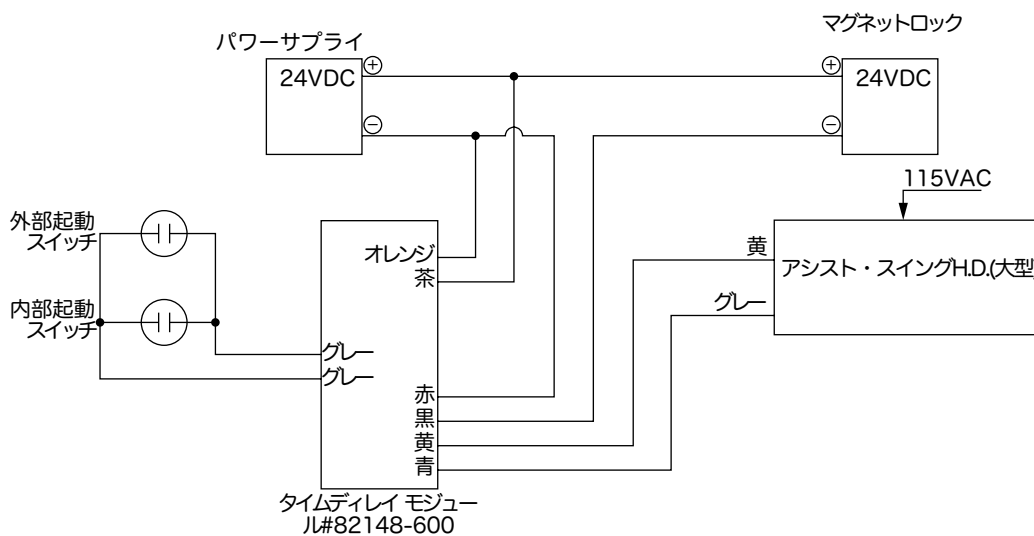 マグネットロック
パワーサプライ
24VDC
⊕
⊖
⊕
⊖
24VDC
115VAC
外部起動
スイッチ
内部起動
スイッチ
オレンジ
茶
グレー
グレー
赤
黒
黄
青
黄
グレー
アシスト・スイングH.D.(大型)
タイムディレイ モジュー
ル#82148-600